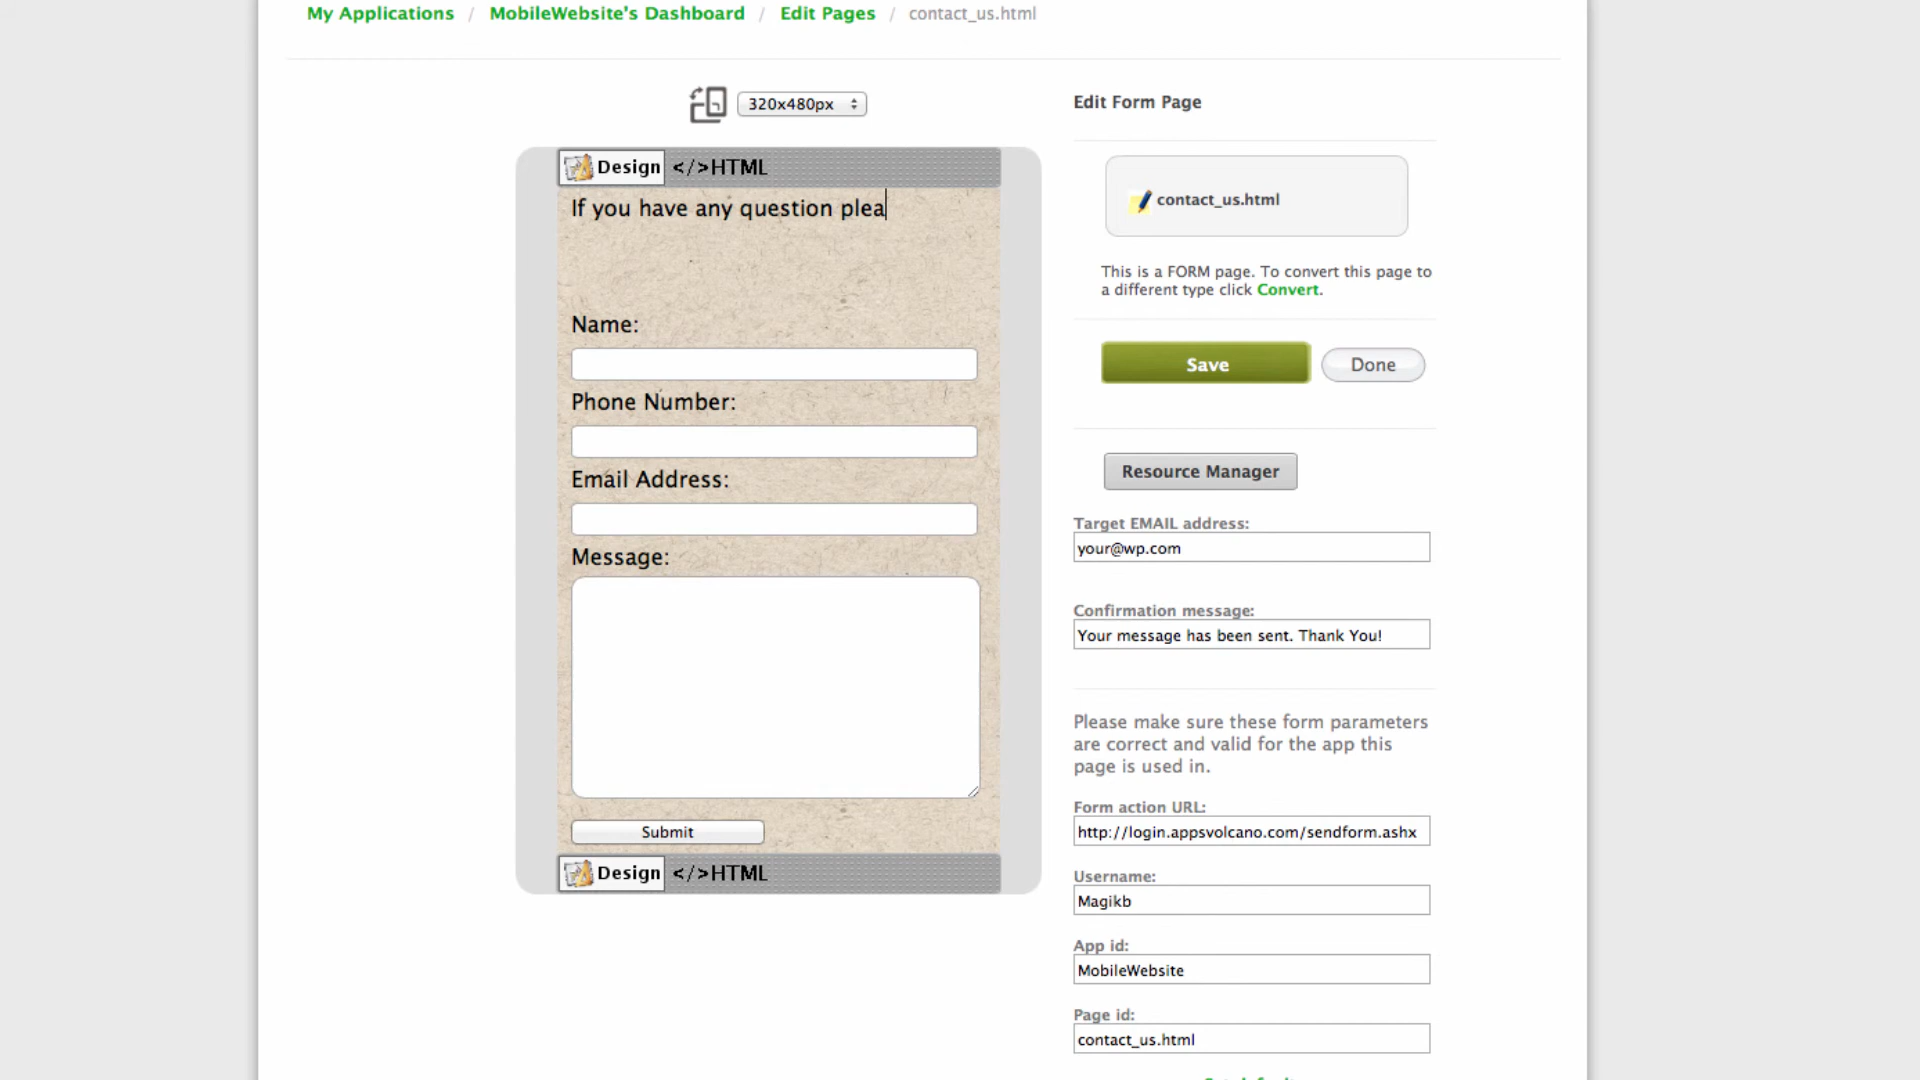 My Applications / MobileWebsite's Dashboard / Edit Pages / contact_us.html
320x480px
Edit Form Page
Design </>HTML
If you have any question plea
contact_us.html
This is a FORM page. To convert this page to
a different type click Convert.
Name:
Save
Done
Phone Number:
Resource Manager
Email Address:
Target EMAIL address:
your@wp.com
Message:
Confirmation message:
Your message has been sent. Thank You!
Please make sure these form parameters
are correct and valid for the app this
page is used in.
Form action URL:
http://login.appsvolcano.com/sendform.ashx
Submit
Design </>HTML
Username:
Magikb
App id:
MobileWebsite
Page id:
contact_us.html